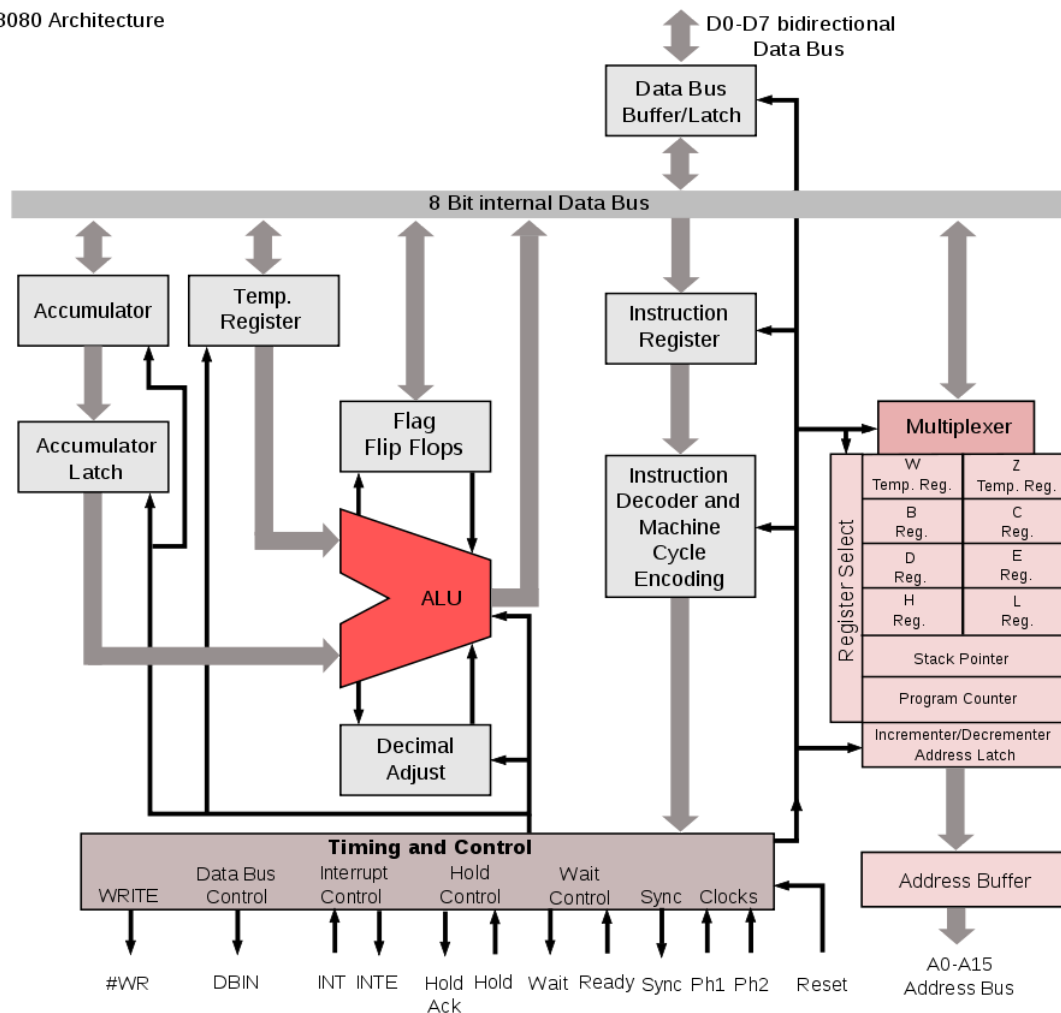 8080 Architecture
D0-D7 bidirectional
Data Bus
Data Bus
Buffer/Latch
8 Bit internal Data Bus
Accumulator
Temp.
Register
Instruction
Register
Flag
Flip Flops
Multiplexer
Accumulator
Latch
Instruction
Decoder and
Machine
Cycle
Encoding
Register Select
W
Temp. Reg.
Z
Temp. Reg.
B
Reg.
C
Reg.
D
Reg.
E
Reg.
H
Reg.
L
Reg.
ALU
Stack Pointer
Program Counter
Incrementer/Decrementer
Address Latch
Decimal
Adjust
Timing and Control
WRITE
Data Bus
Control
Interrupt
Control
Hold
Control
Wait
Control
Sync
Clocks
Address Buffer
#WR
DBIN
INT
INTE
Hold
Ack
Hold
Wait
Ready
Sync
Ph1
Ph2
Reset
A0-A15
Address Bus